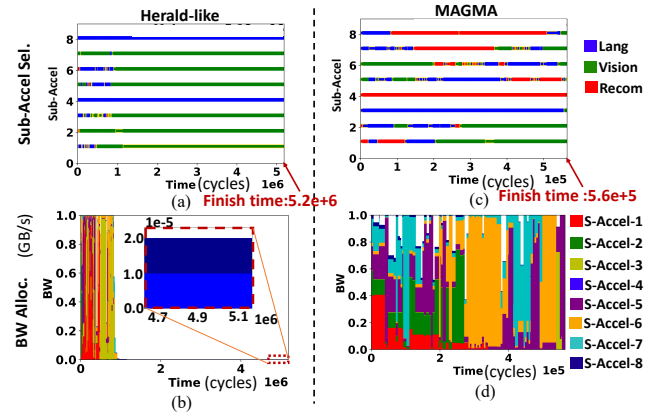 Herald-like
MAGMA
Sub-Accel Sel.
Sub-Accel
8
6
4
2
0
0
1
2
3
4
5
1e6
Time (cycles)
(a)
Finish time:5.2e+6
Sub-Accel
8
6
4
2
0
0
1
2
3
4
5
1e5
Time (cycles)
(c)
Finish time :5.6e+5
Lang
Vision
Recom
BW Alloc. (GB/s)
BW
1.0
0.8
0.6
0.4
0.2
0.0
1e-5
2.0
1.0
0.0
4.7
4.9
5.1
1e6
0
2
4
1e6
Time (cycles)
(b)
BW
1.0
0.8
0.6
0.4
0.2
0.0
0
2
4
1e5
Time (cycles)
(d)
S-Accel-1
S-Accel-2
S-Accel-3
S-Accel-4
S-Accel-5
S-Accel-6
S-Accel-7
S-Accel-8